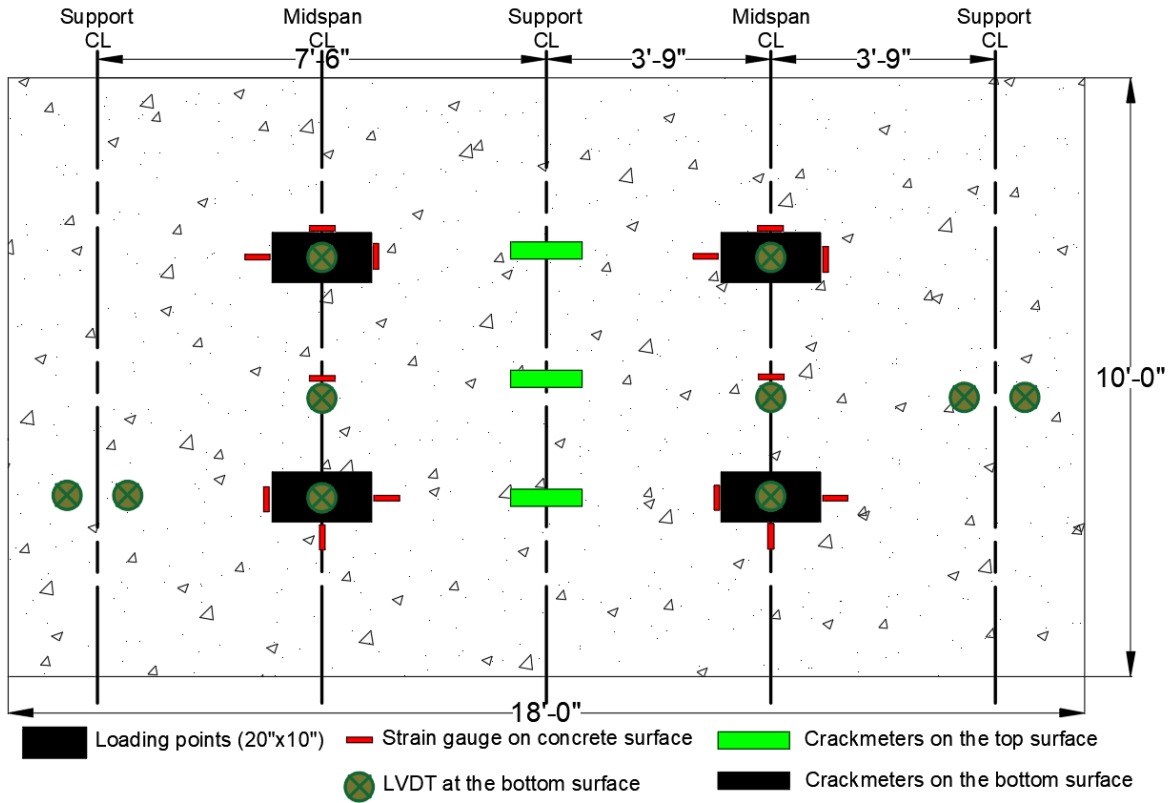 Support Midspan Support Midspan Support
CL CL CL CL CL
7'-6" 3'-9" 3'-9"
10'-0"
18'-0"
Loading points (20"x10") Strain gauge on concrete surface Crackmeters on the top surface
LVDT at the bottom surface Crackmeters on the bottom surface